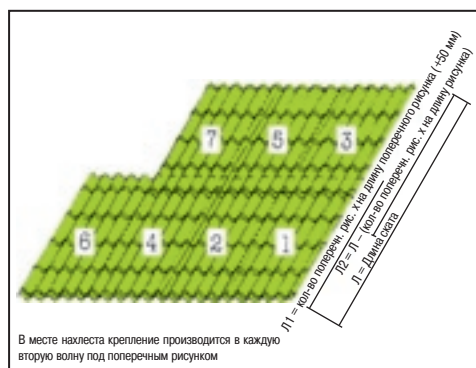 7
5
3
6
4
2
1
Л1 = кол-во поперечн. рис. х на длину поперечного рисунка (+50 мм)
Л2 = Л – (кол-во поперечн. рис. х на длину рисунка)
Л = Длина ската
В месте нахлеста крепление производится в каждую
вторую волну под поперечным рисунком